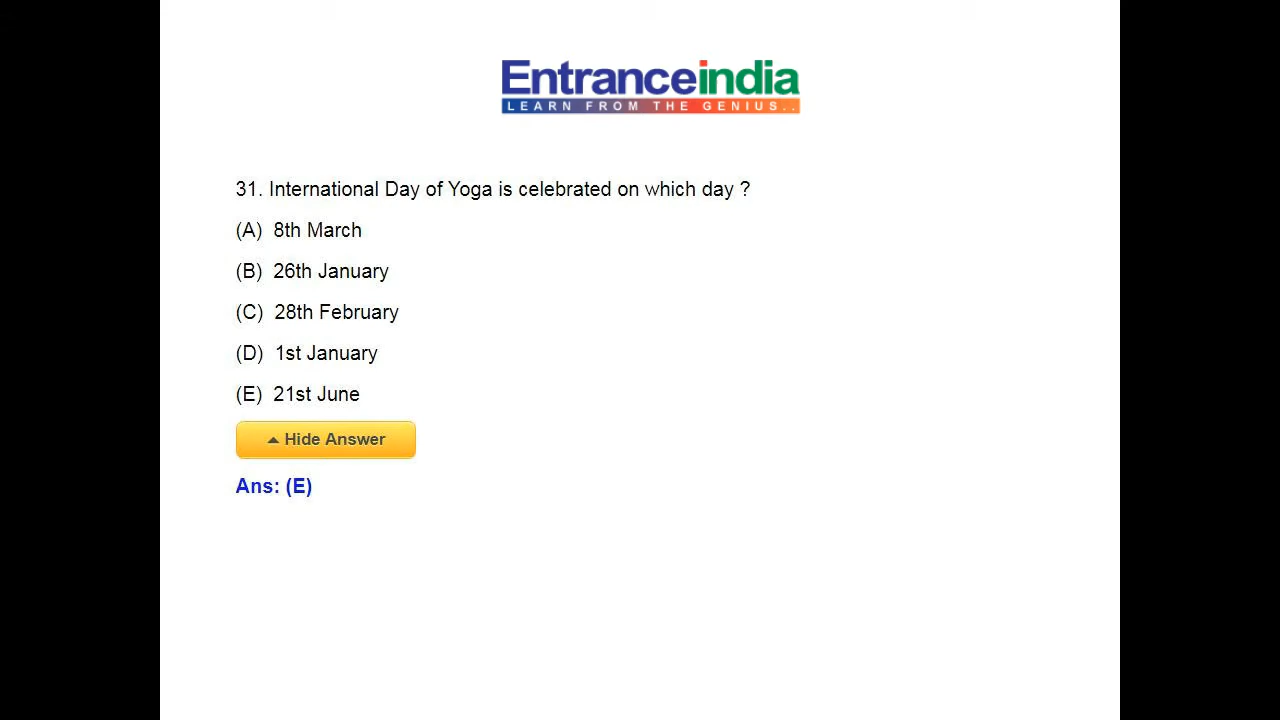 Entranceindia
LEARN FROM THE GENIUS..
31. International Day of Yoga is celebrated on which day ?
(A) 8th March
(B) 26th January
(C) 28th February
(D) 1st January
(E) 21st June
Hide Answer
Ans: (E)